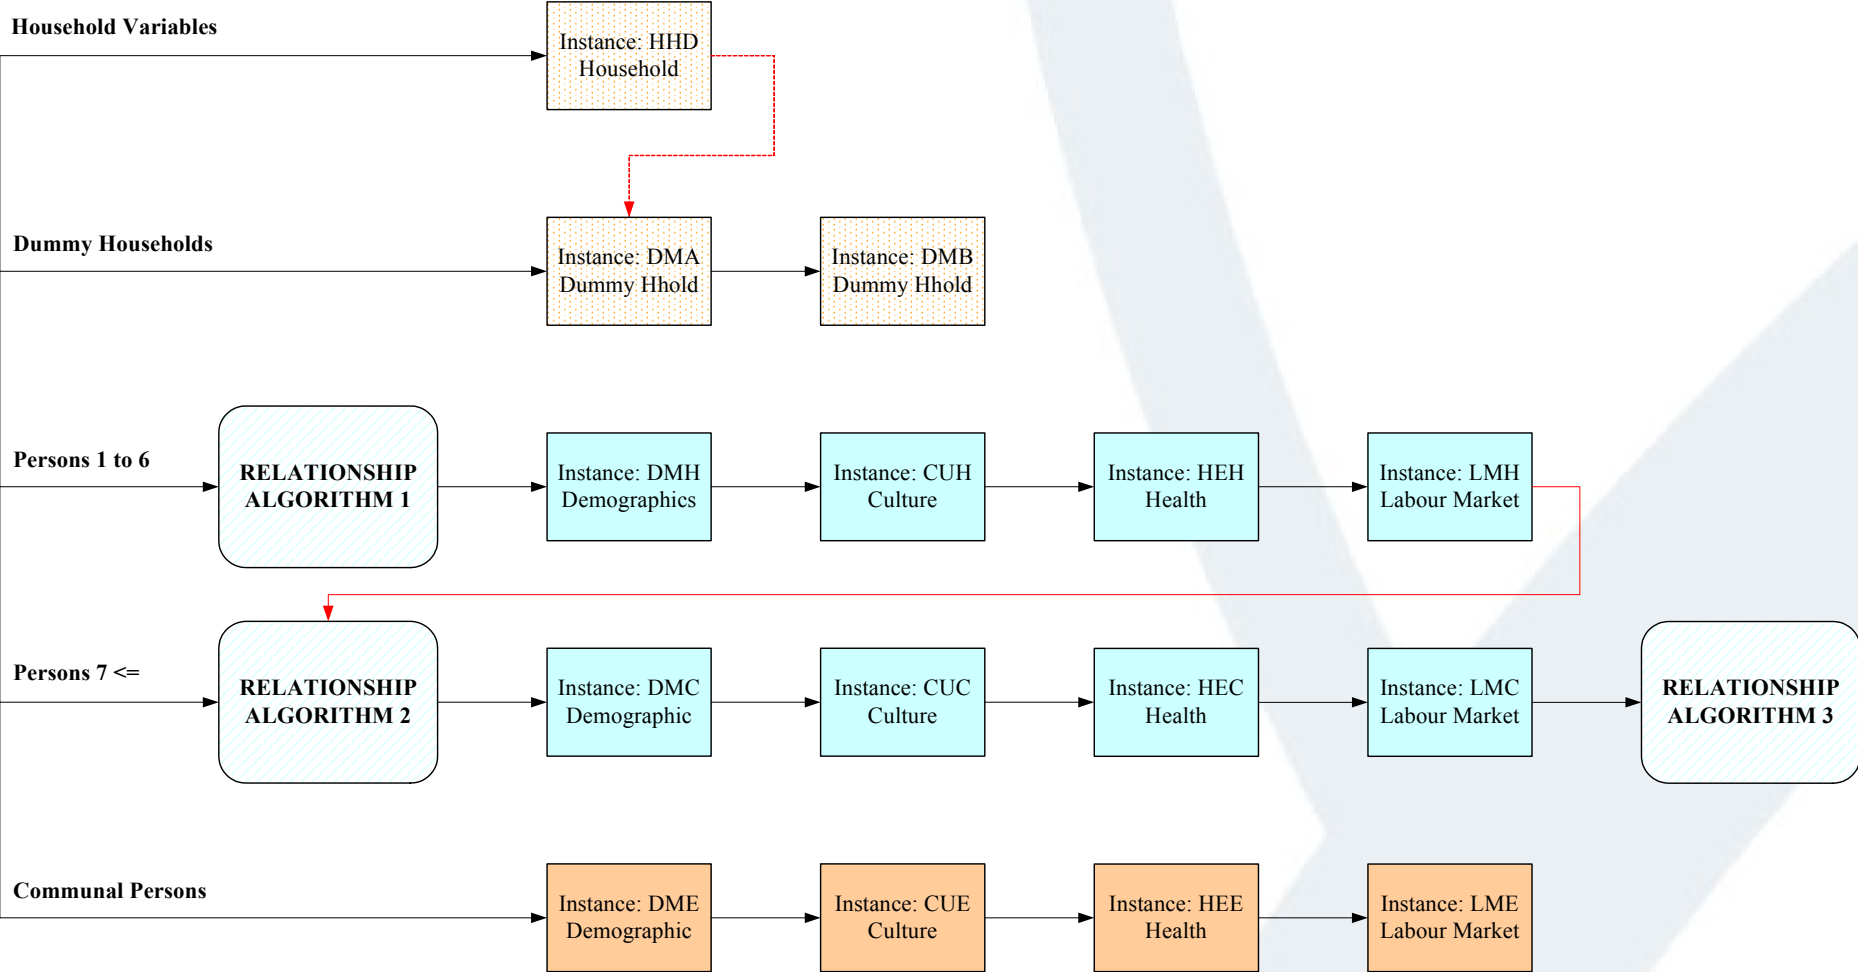 Household Variables
Instance: HHD
Household
Dummy Households
Instance: DMA
Dummy Hhold
Instance: DMB
Dummy Hhold
Persons 1 to 6
RELATIONSHIP
ALGORITHM 1
Instance: DMH
Demographics
Instance: CUH
Culture
Instance: HEH
Health
Instance: LMH
Labour Market
Persons 7 <=
RELATIONSHIP
ALGORITHM 2
Instance: DMC
Demographic
Instance: CUC
Culture
Instance: HEC
Health
Instance: LMC
Labour Market
RELATIONSHIP
ALGORITHM 3
Communal Persons
Instance: DME
Demographic
Instance: CUE
Culture
Instance: HEE
Health
Instance: LME
Labour Market